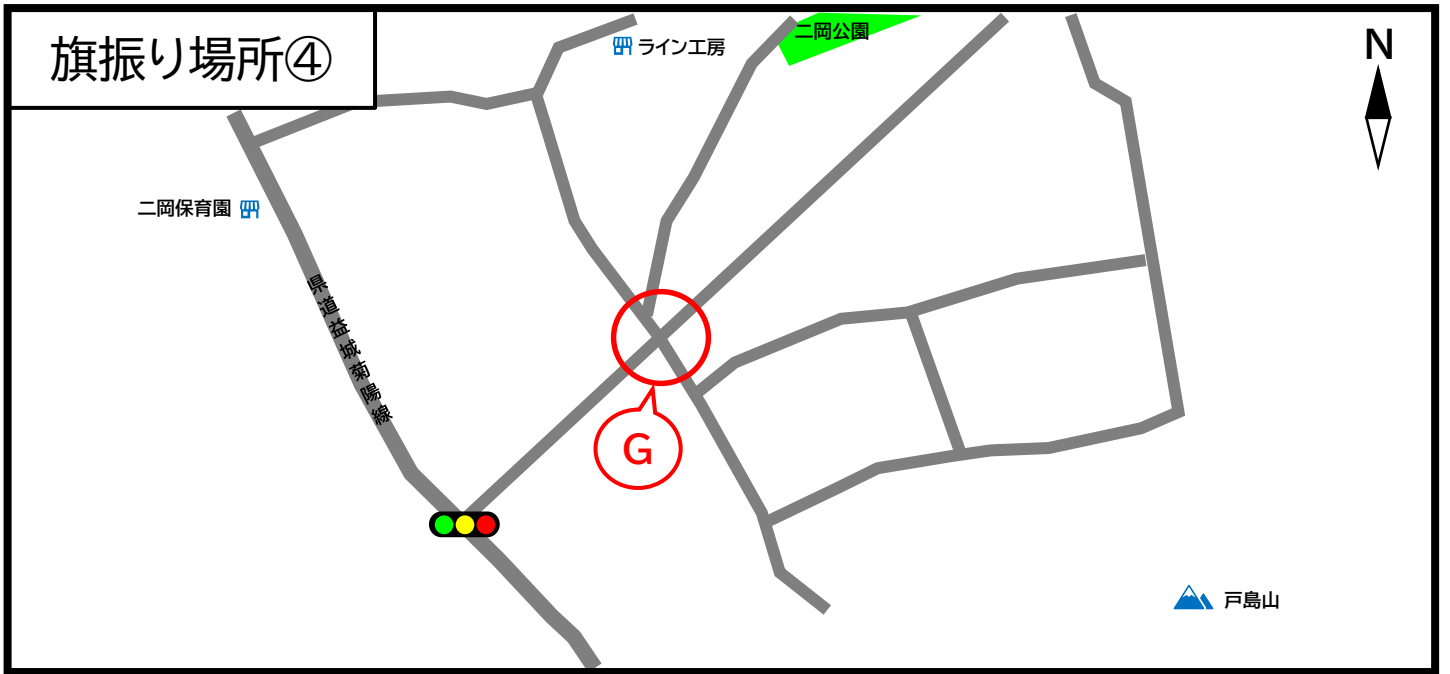 旗振り場所④
ライン工房
二岡公園
N
二岡保育園
県道益城菊陽線
G
戸島山